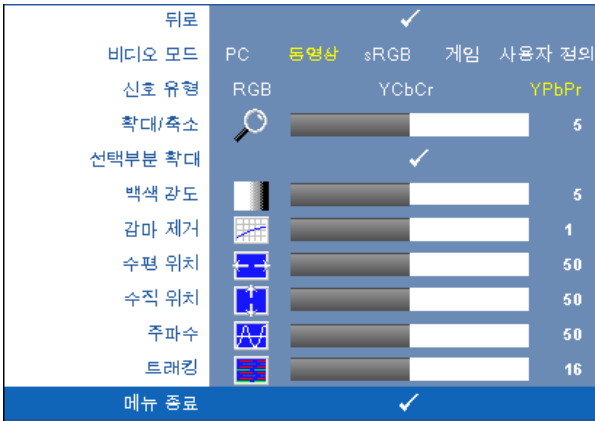 뒤로
비디오 모드 PC 동영상 sRGB 게임 사용자 정의
신호 유형 RGB YCbCr YPbPr
확대/축소 5
선택부분 확대
백색 광도 5
감마 제거 1
수평 위치 50
수직 위치 50
주파수 50
트래킹 16
메뉴 종료